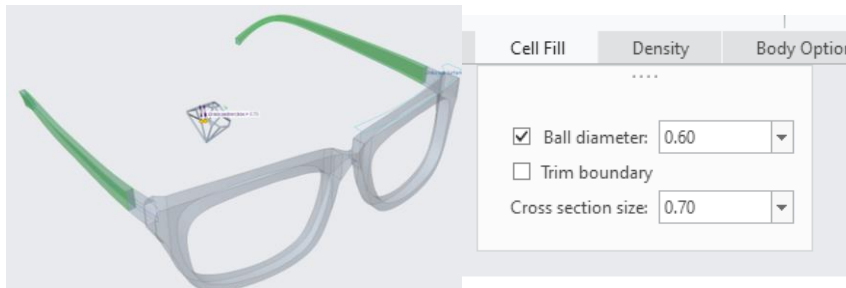 Cell Fill Density Body Optio
Ball diameter: 0.60
Trim boundary
Cross section size: 0.70